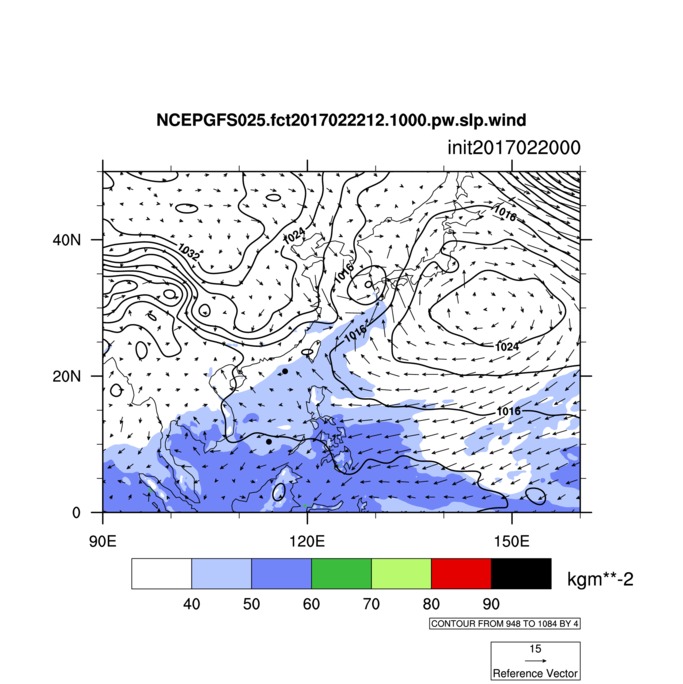 NCEPGFS025.fct2017022212.1000.pw.slp.wind
init2017022000
1016
1024
1032
40N
1016
1016
1024
20N
1016
0
90E 120E 150E
kgm**-2
40 50 60 70 80 90
CONTOUR FROM 948 TO 1084 BY 4
15
Reference Vector